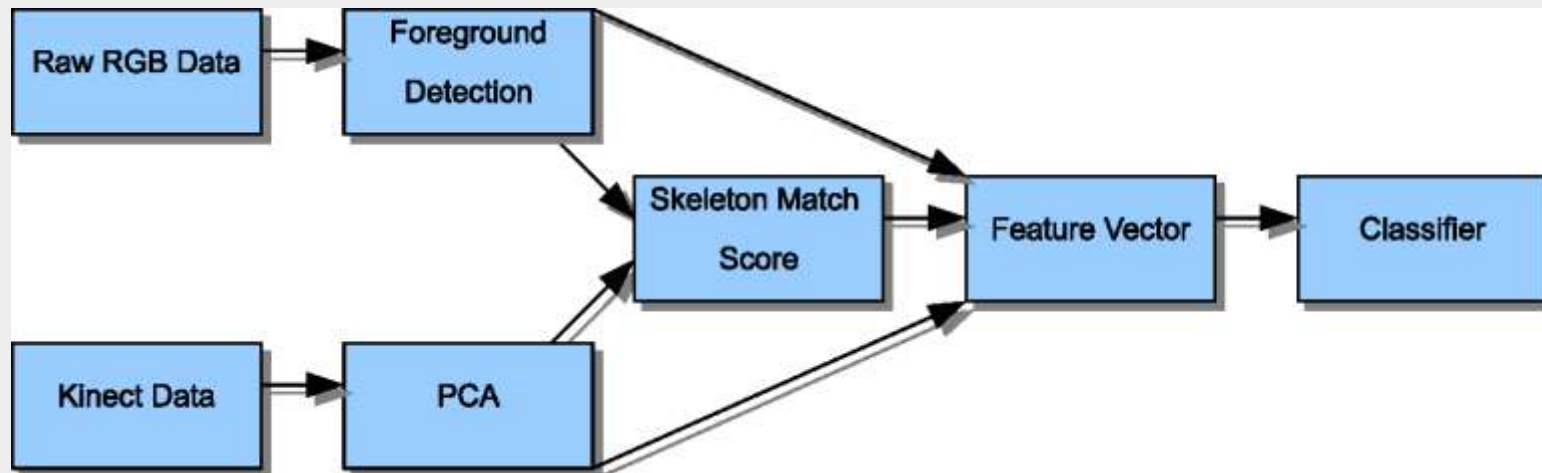 Raw RGB Data
Foreground
Detection
Skeleton Match
Score
Feature Vector
Classifier
Kinect Data
PCA